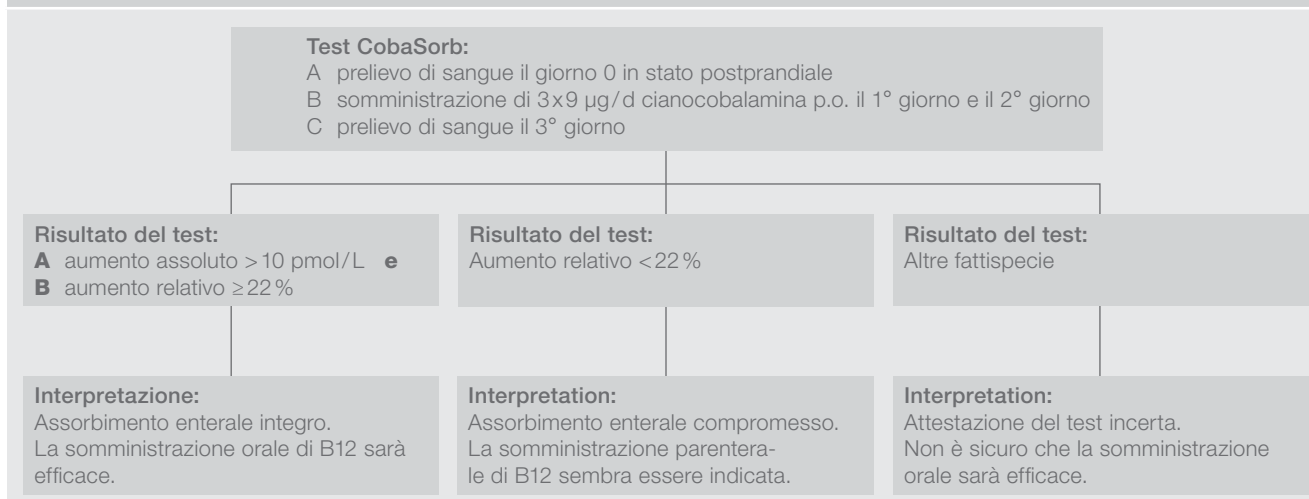 Test CobaSorb:
A prelievo di sangue il giorno 0 in stato postprandiale
B somministrazione di 3x9 µg/d cianocobalamina p.o. il 1° giorno e il 2° giorno
C prelievo di sangue il 3° giorno
Risultato del test:
A aumento assoluto >10 pmol/L e
B aumento relativo ≥22%
Risultato del test:
Aumento relativo <22%
Risultato del test:
Altre fattispecie
Interpretazione:
Assorbimento enterale integro.
La somministrazione orale di B12 sarà
efficace.
Interpretation:
Assorbimento enterale compromesso.
La somministrazione parentera-
le di B12 sembra essere indicata.
Interpretation:
Attestazione del test incerta.
Non è sicuro che la somministrazione
orale sarà efficace.